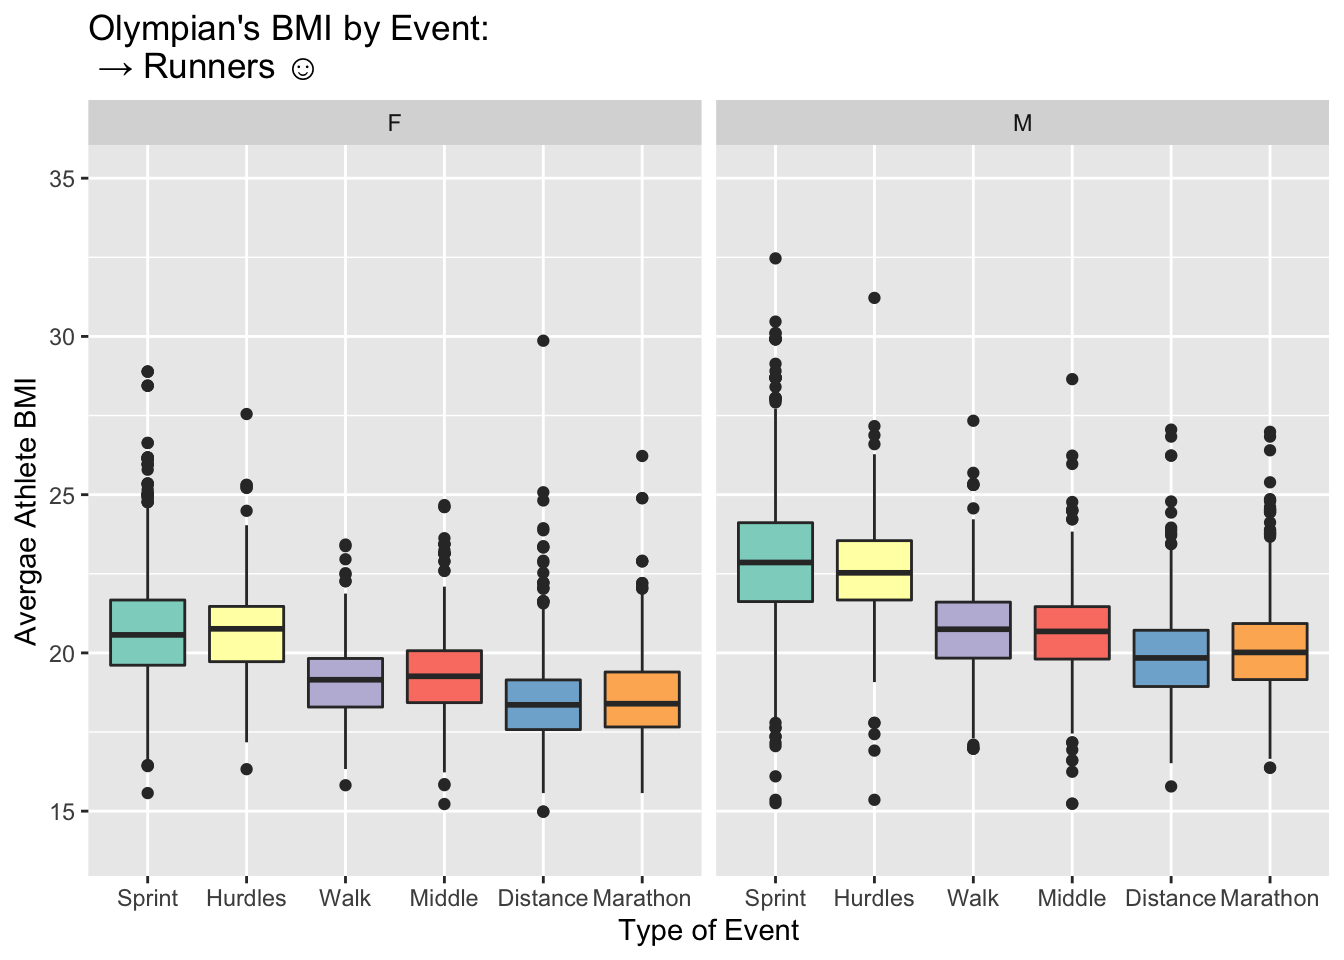 Olympian's BMI by Event:
→ Runners ☺
F
M
Avergae Athlete BMI
35
30
25
20
15
Sprint Hurdles Walk Middle Distance Marathon
Sprint Hurdles Walk Middle Distance Marathon
Type of Event